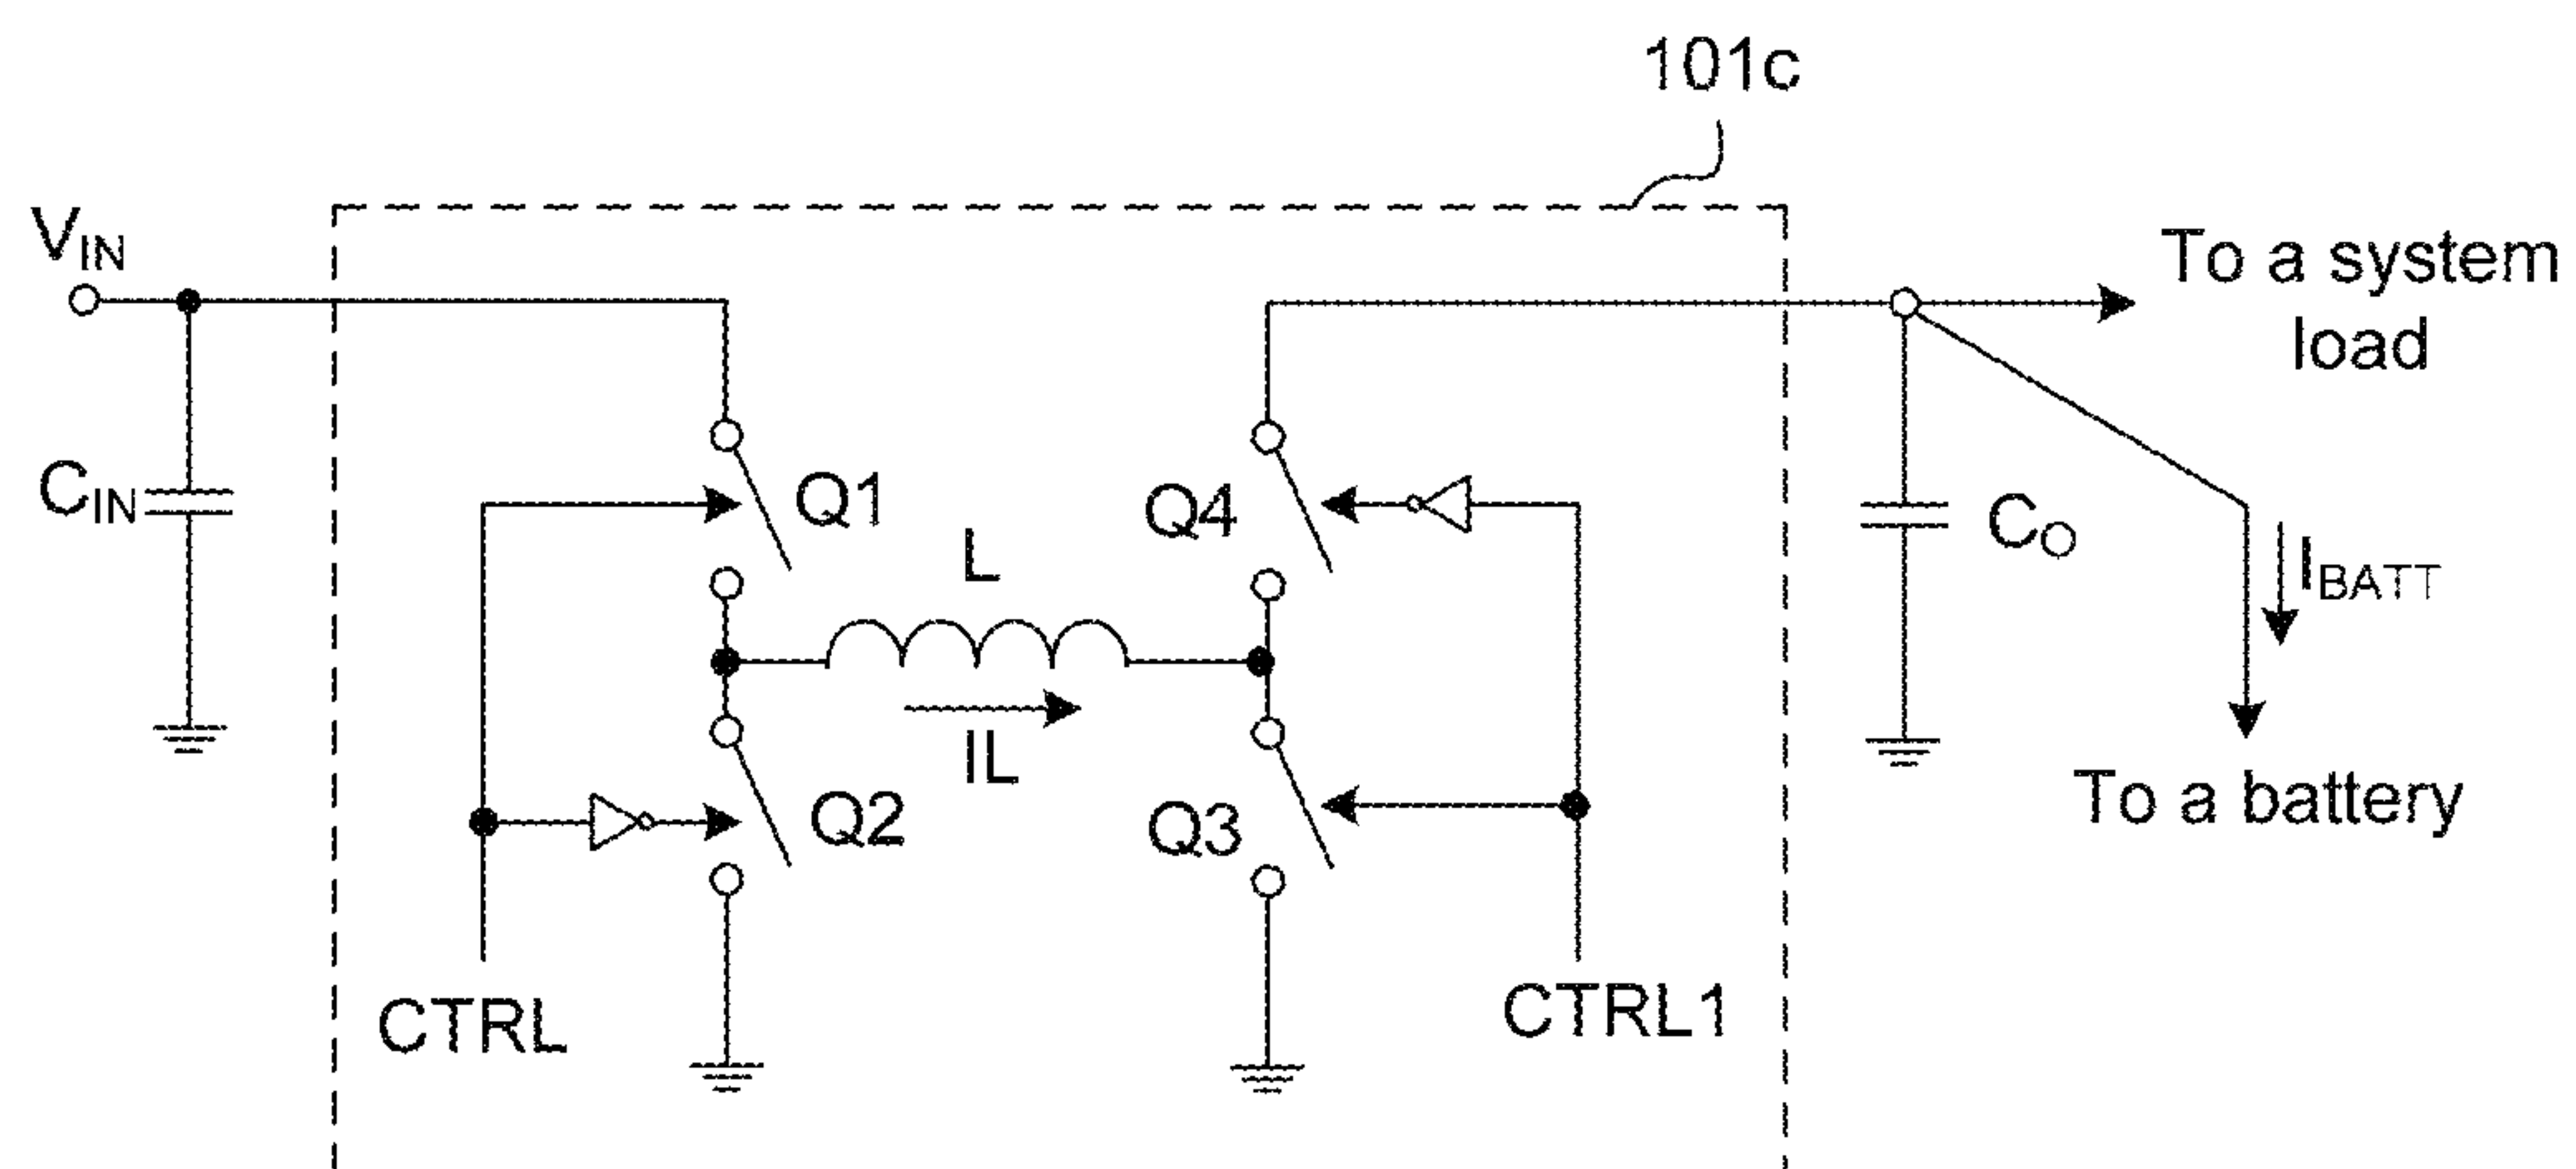 101c
VIN
To a system
load
CIN
Q1
Q4
L
CO
IBATT
IL
Q2
Q3
To a battery
CTRL
CTRL1